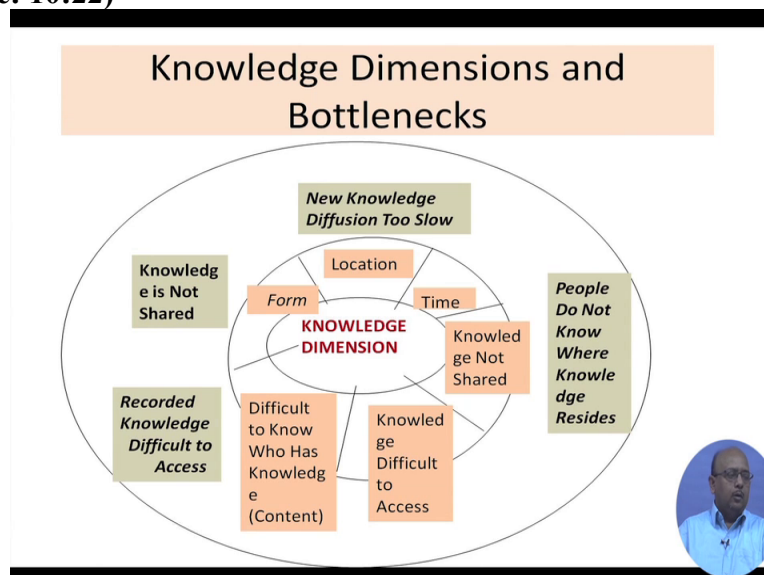 Knowledge Dimensions and
Bottlenecks
New Knowledge
Diffusion Too Slow
Knowledg
e is Not
Shared
Location
Form
Time
People
Do Not
Know
Where
Knowle
dge
Resides
KNOWLEDGE
DIMENSION
Knowled
ge Not
Shared
Recorded
Knowledge
Difficult to
Access
Difficult
to Know
Who Has
Knowledg
e
(Content)
Knowled
ge
Difficult
to
Access